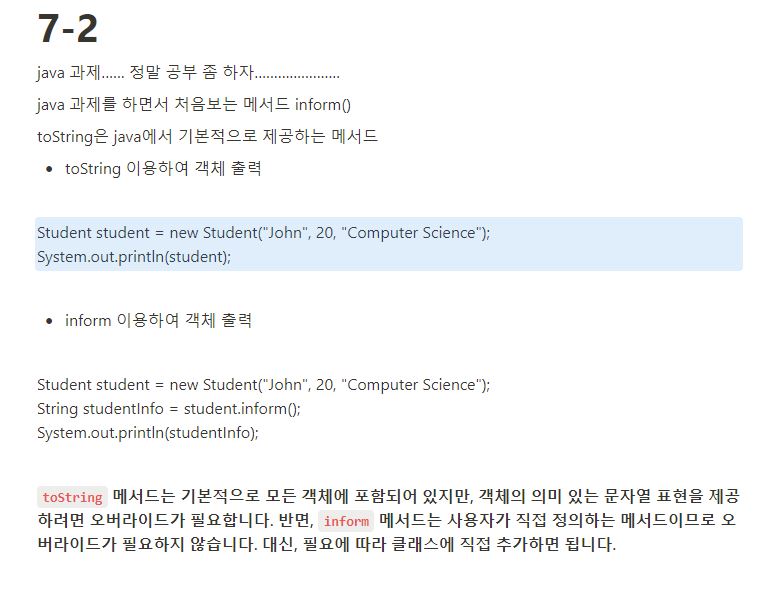 7-2
java 과제...... 정말 공부 좀 하자......................
java 과제를 하면서 처음보는 메서드 inform()
toString은 java에서 기본적으로 제공하는 메서드
• toString 이용하여 객체 출력
Student student = new Student("John", 20, "Computer Science");
System.out.println(student);
• inform 이용하여 객체 출력
Student student = new Student("John", 20, "Computer Science");
String studentInfo = student.inform();
System.out.println(studentInfo);
toString 메서드는 기본적으로 모든 객체에 포함되어 있지만, 객체의 의미 있는 문자열 표현을 제공
하려면 오버라이드가 필요합니다. 반면, inform 메서드는 사용자가 직접 정의하는 메서드이므로 오
버라이드가 필요하지 않습니다. 대신, 필요에 따라 클래스에 직접 추가하면 됩니다.